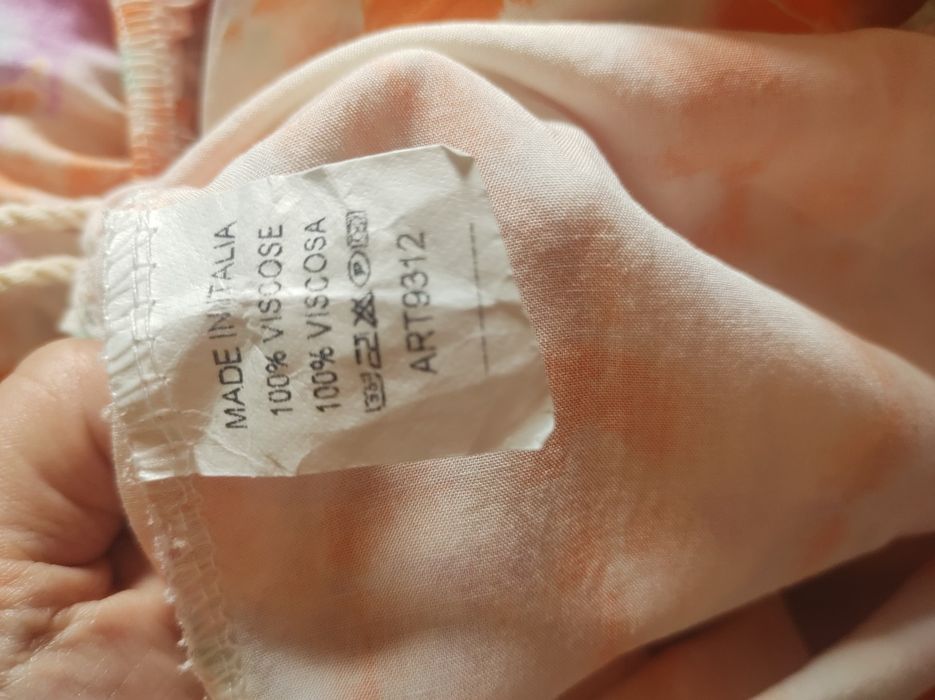 MADE IN ITALIA
100% VISCOSE
100% VISCOSA
P
ART9312